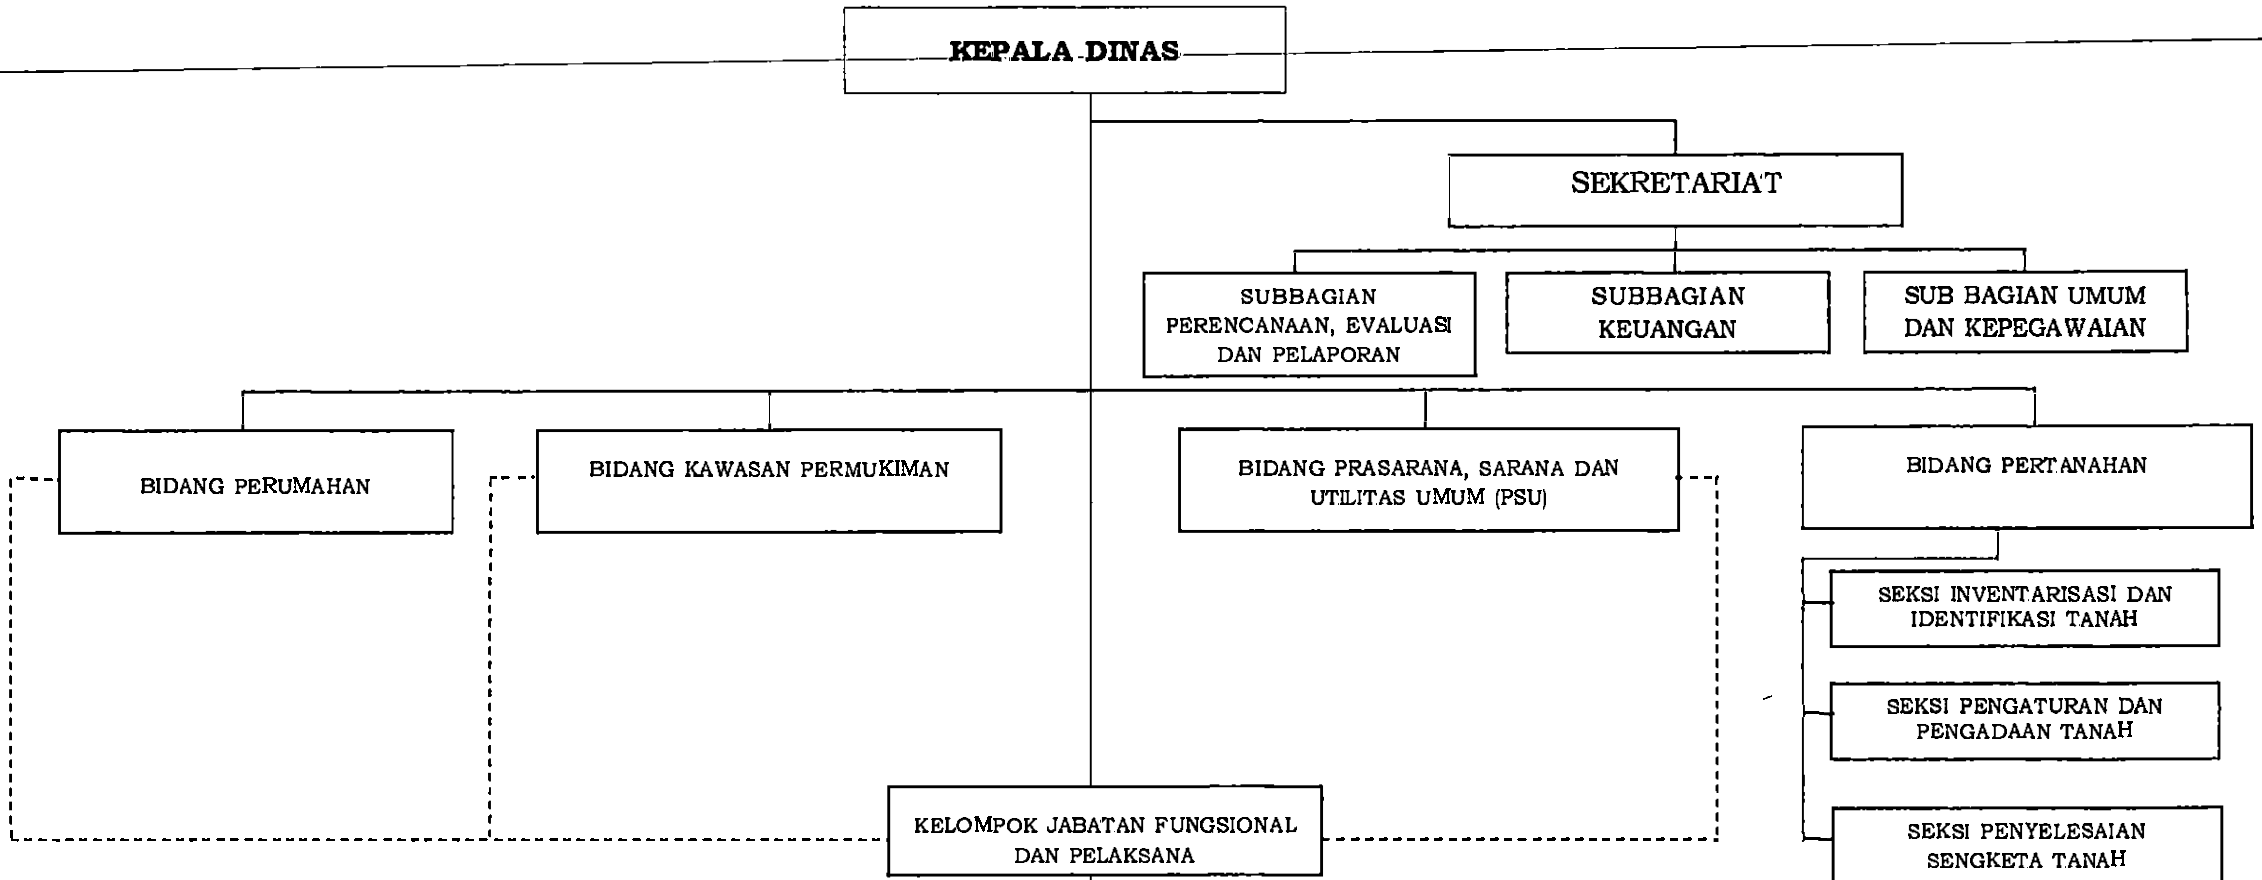 KEPALA DINAS
SEKRETARIAT
SUBBAGIAN
PERENCANAAN, EVALUASI
DAN PELAPORAN
SUBBAGIAN
KEUANGAN
SUB BAGIAN UMUM
DAN KEPEGAWAIAN
BIDANG PERUMAHAN
BIDANG KAWASAN PERMUKIMAN
BIDANG PRASARANA, SARANA DAN
UTILITAS UMUM (PSU)
BIDANG PERTANAHAN
SEKSI INVENTARISASI DAN
IDENTIFIKASI TANAH
SEKSI PENGATURAN DAN
PENGADAAN TANAH
SEKSI PENYELESAIAN
SENGKETA TANAH
KELOMPOK JABATAN FUNGSIONAL
DAN PELAKSANA